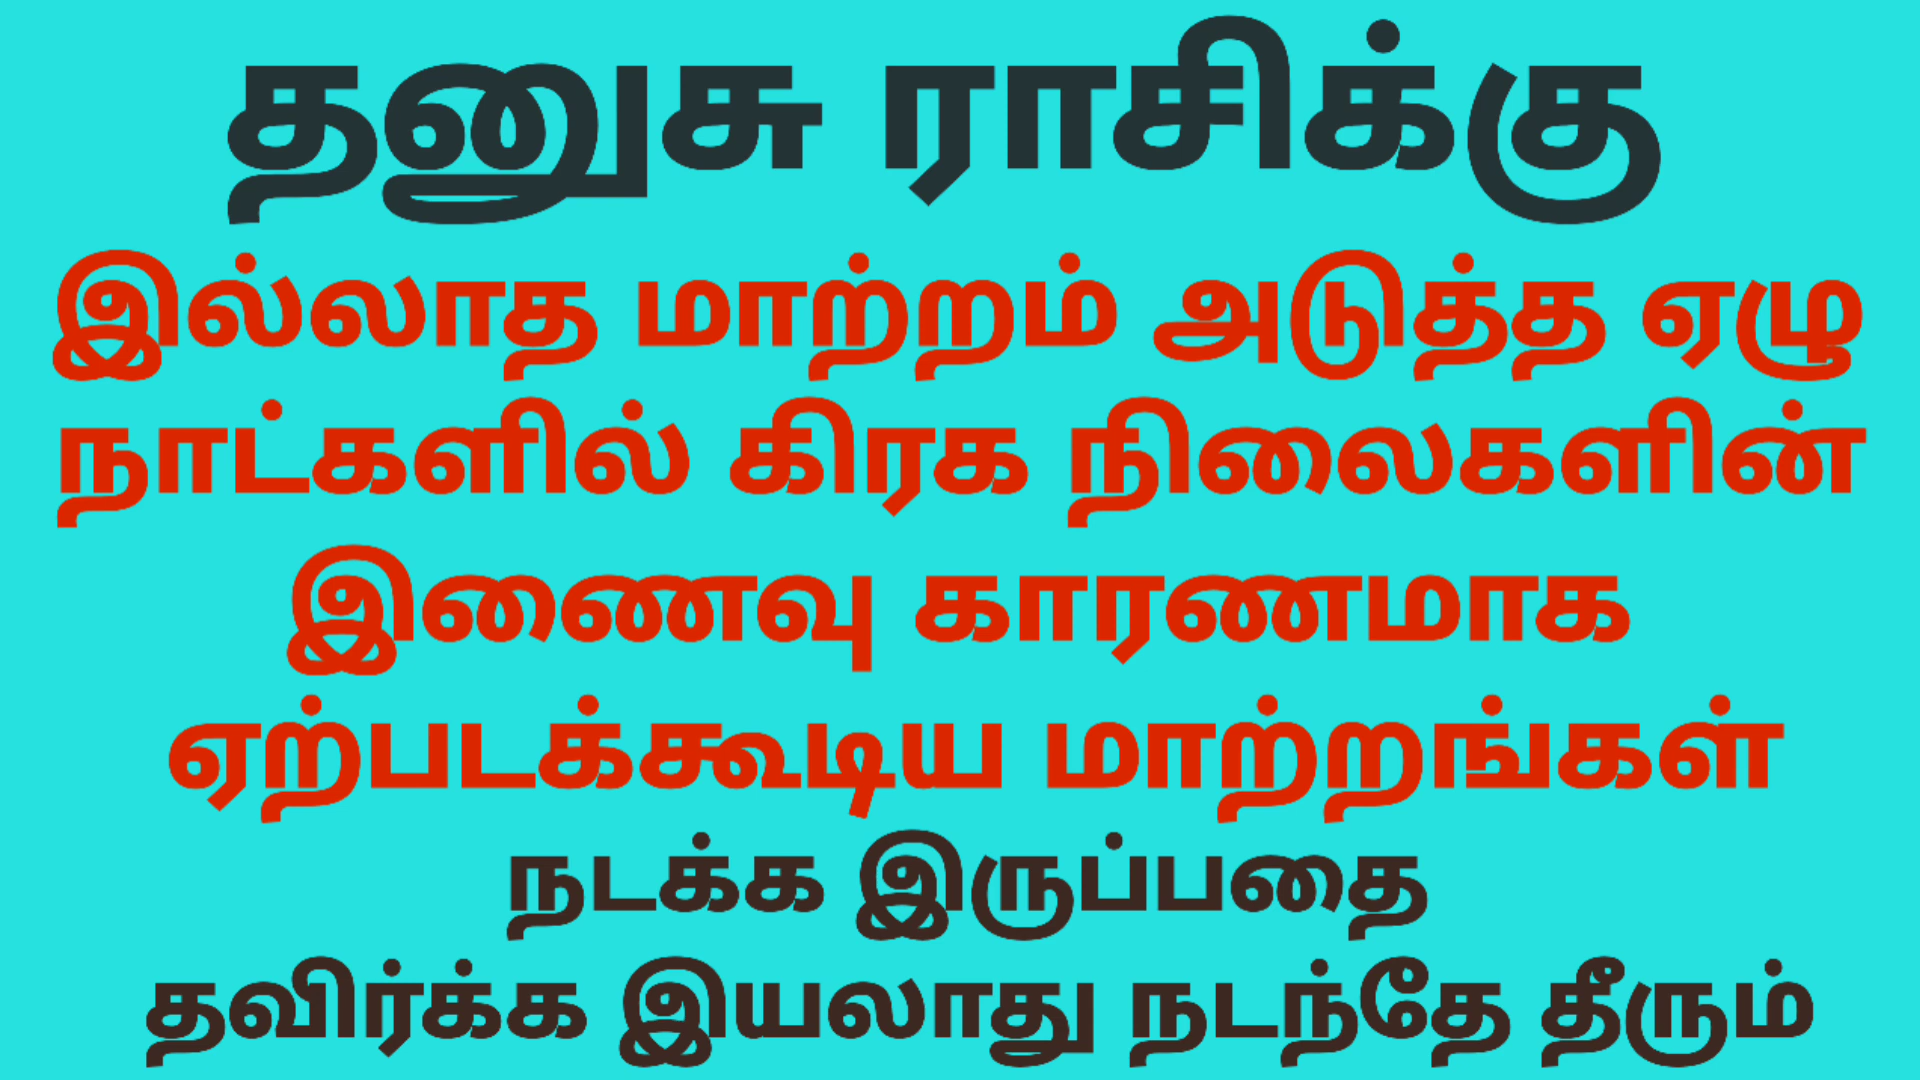 தனுசு ராசிக்கு
இல்லாத மாற்றம் அடுத்த ஏழு
நாட்களில் கிரக நிலைகளின்
இணைவு காரணமாக
ஏற்படக்கூடிய மாற்றங்கள்
நடக்க இருப்பதை
தவிர்க்க இயலாது நடந்தே தீரும்